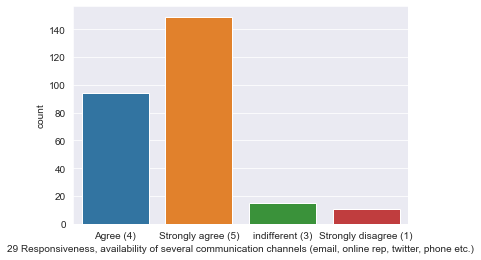 140
120
100
80
60
40
20
0
count
Agree (4) Strongly agree (5) indifferent (3) Strongly disagree (1)
29 Responsiveness, availability of several communication channels (email, online rep, twitter, phone etc.)